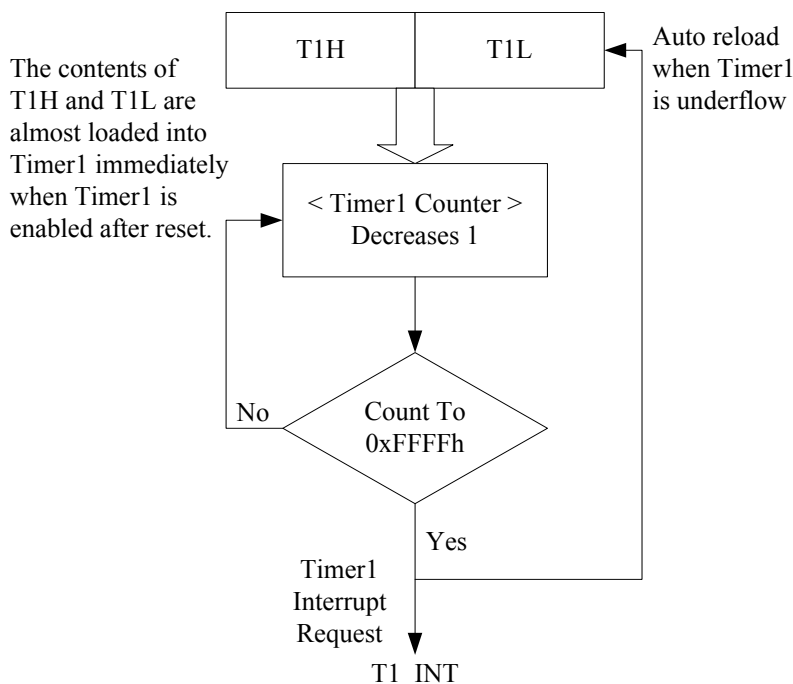 T1H
T1L
The contents of
T1H and T1L are
almost loaded into
Timer1 immediately
when Timer1 is
enabled after reset.
Auto reload
when Timer1
is underflow
< Timer1 Counter >
Decreases 1
No
Count To
0xFFFFh
Yes
Timer1
Interrupt
Request
T1_INT